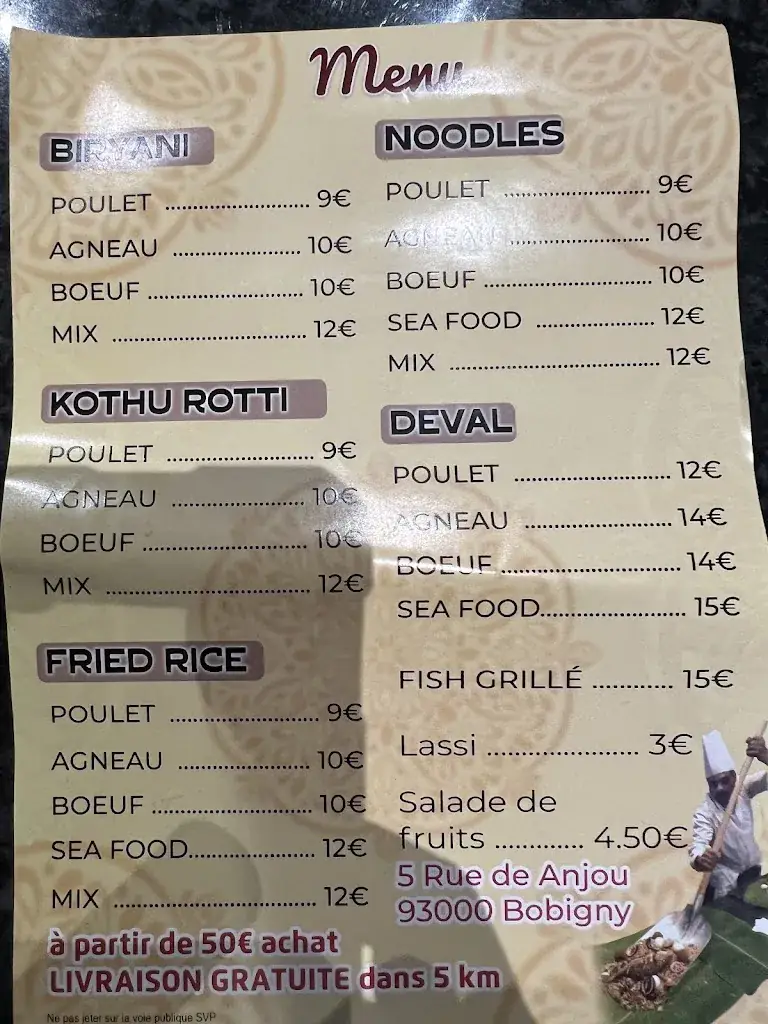 Menu
BIRYANI
POULET ........................... 9€
AGNEAU ........................ 10€
BOEUF ............................. 10€
MIX .................................... 12€
KOTHU ROTTI
POULET ........................... 9€
AGNEAU ........................ 10€
BOEUF ............................. 10€
MIX .................................... 12€
FRIED RICE
POULET ........................... 9€
AGNEAU ........................ 10€
BOEUF ............................. 10€
SEA FOOD....................... 12€
MIX .................................... 12€
NOODLES
POULET ........................... 9€
AGNEAU ........................ 10€
BOEUF ............................. 10€
SEA FOOD ..................... 12€
MIX .................................... 12€
DEVAL
POULET ........................... 12€
AGNEAU ........................ 14€
BOEUF ............................. 14€
SEA FOOD....................... 15€
FISH GRILLÉ ........... 15€
Lassi ..................... 3€
Salade de
fruits ............ 4.50€
5 Rue de Anjou
93000 Bobigny
à partir de 50€ achat
LIVRAISON GRATUITE dans 5 km
Ne pas jeter sur la voie publique SVP